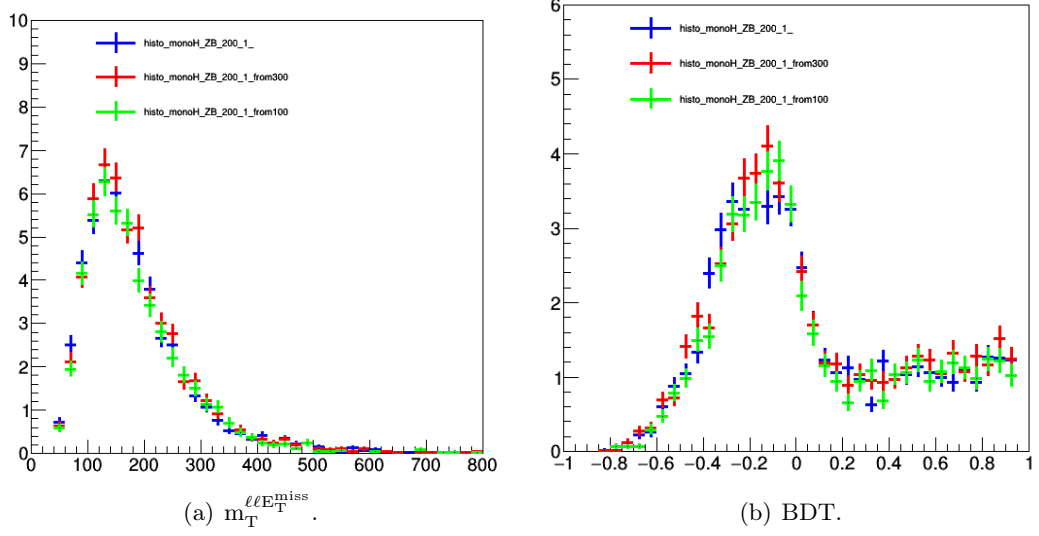 histo_monoH_ZB_200_1_
histo_monoH_ZB_200_1_from300
histo_monoH_ZB_200_1_from100
10
9
8
7
6
5
4
3
2
1
0
0 100 200 300 400 500 600 700 800
(a) m_T^{ℓℓE_T^{miss}}.
histo_monoH_ZB_200_1_
histo_monoH_ZB_200_1_from300
histo_monoH_ZB_200_1_from100
6
5
4
3
2
1
0
−1 −0.8 −0.6 −0.4 −0.2 0 0.2 0.4 0.6 0.8 1
(b) BDT.